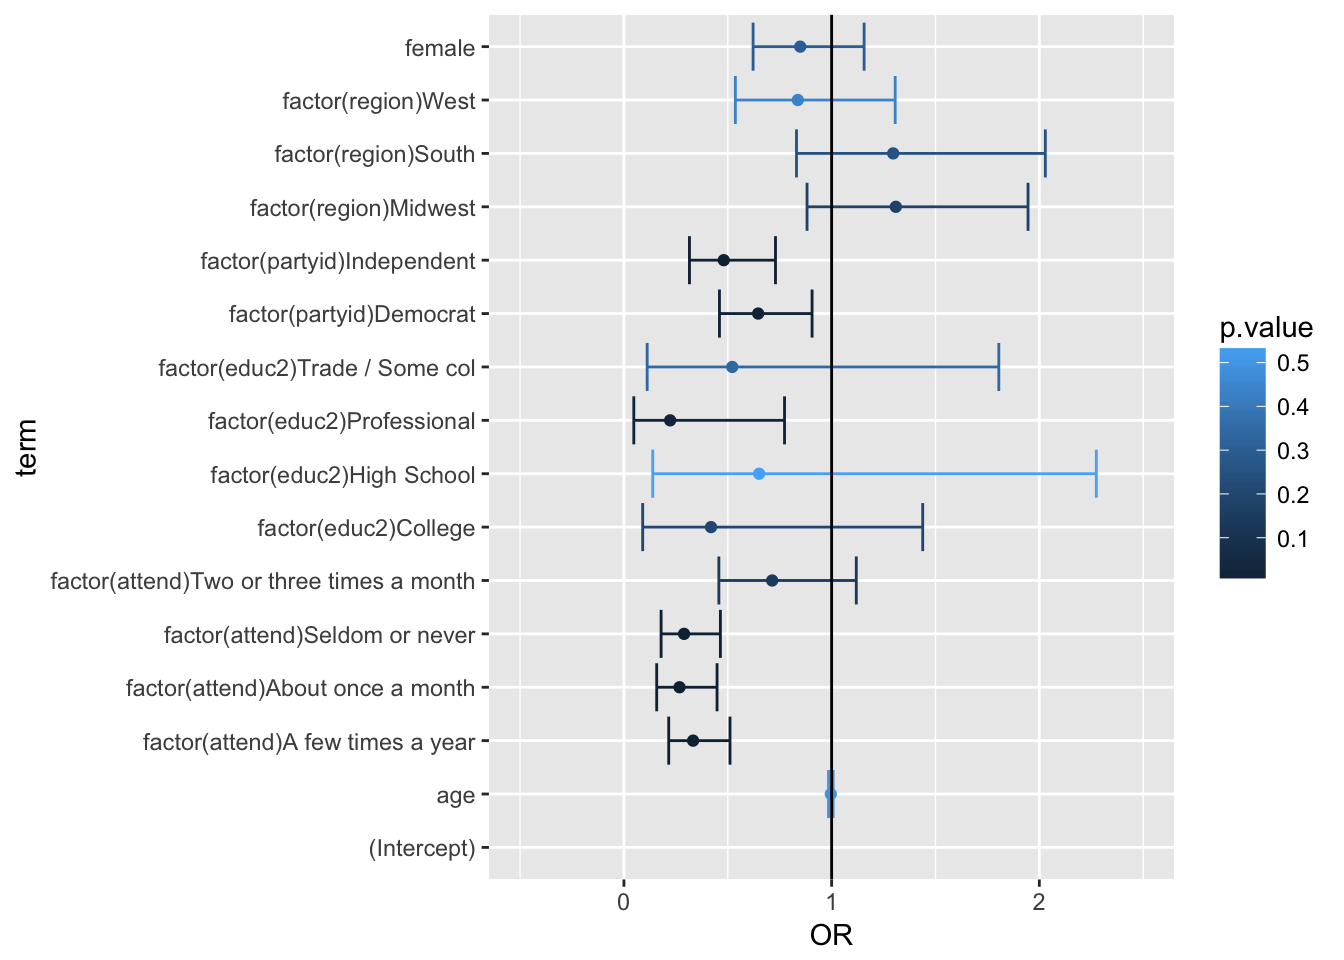 female
factor(region)West
factor(region)South
factor(region)Midwest
factor(partyid)Independent
factor(partyid)Democrat
factor(educ2)Trade / Some col
factor(educ2)Professional
factor(educ2)High School
factor(educ2)College
factor(attend)Two or three times a month
factor(attend)Seldom or never
factor(attend)About once a month
factor(attend)A few times a year
age
(Intercept)
term
0 1 2
OR
p.value
0.5
0.4
0.3
0.2
0.1